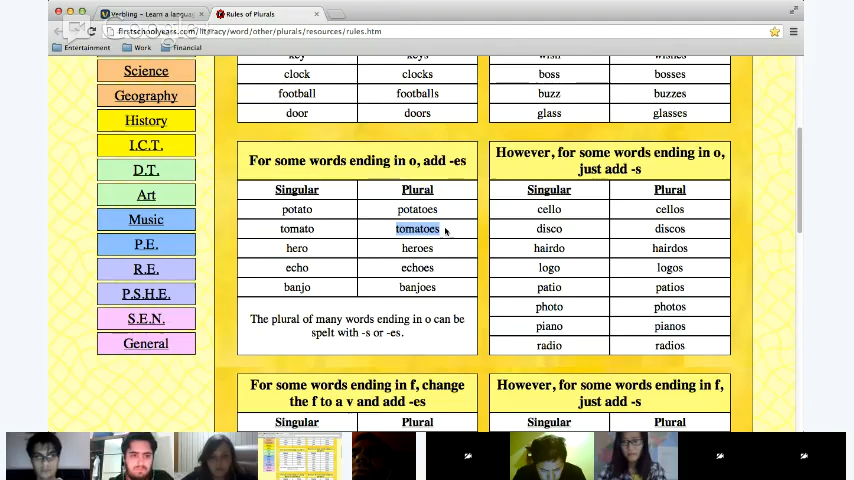 Verbling - Learn a languag
Rules of Plurals
Google
firstschoolyears.com/literacy/word/other/plurals/resources/rules.htm
Entertainment Work Financial
Science
Geography
History
I.C.T.
D.T.
Art
Music
P.E.
R.E.
P.S.H.E.
S.E.N.
General
key keys
clock clocks
football footballs
door doors
wish wishes
boss bosses
buzz buzzes
glass glasses
For some words ending in o, add -es
Singular Plural
potato potatoes
tomato tomatoes
hero heroes
echo echoes
banjo banjoes
The plural of many words ending in o can be
spelt with -s or -es.
However, for some words ending in o,
just add -s
Singular Plural
cello cellos
disco discos
hairdo hairdos
logo logos
patio patios
photo photos
piano pianos
radio radios
For some words ending in f, change
the f to a v and add -es
Singular Plural
However, for some words ending in f,
just add -s
Singular Plural